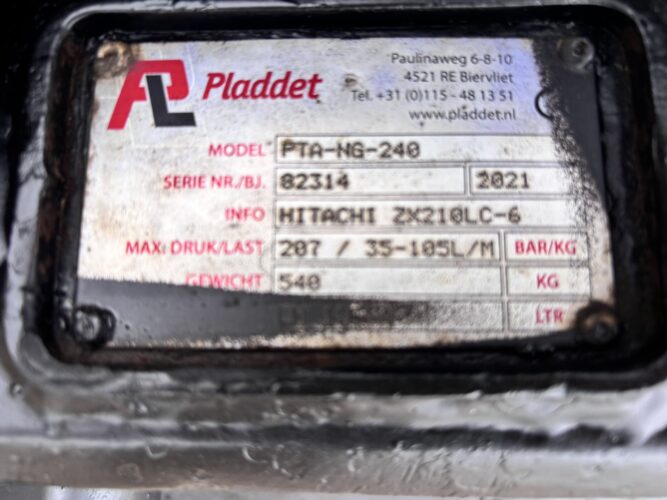 Paulinaweg 6-8-10
4521 RE Biervliet
Tel. +31 (0)115 - 48 13 51
www.pladdet.nl
PL Pladdet
MODEL PTA-NG-240
SERIE NR./BJ. 82314 2021
INFO HITACHI ZX210LC-6
MAX. DRUK/LAST 207 / 35-105L/M BAR/KG
GEWICHT 540 KG
LTR